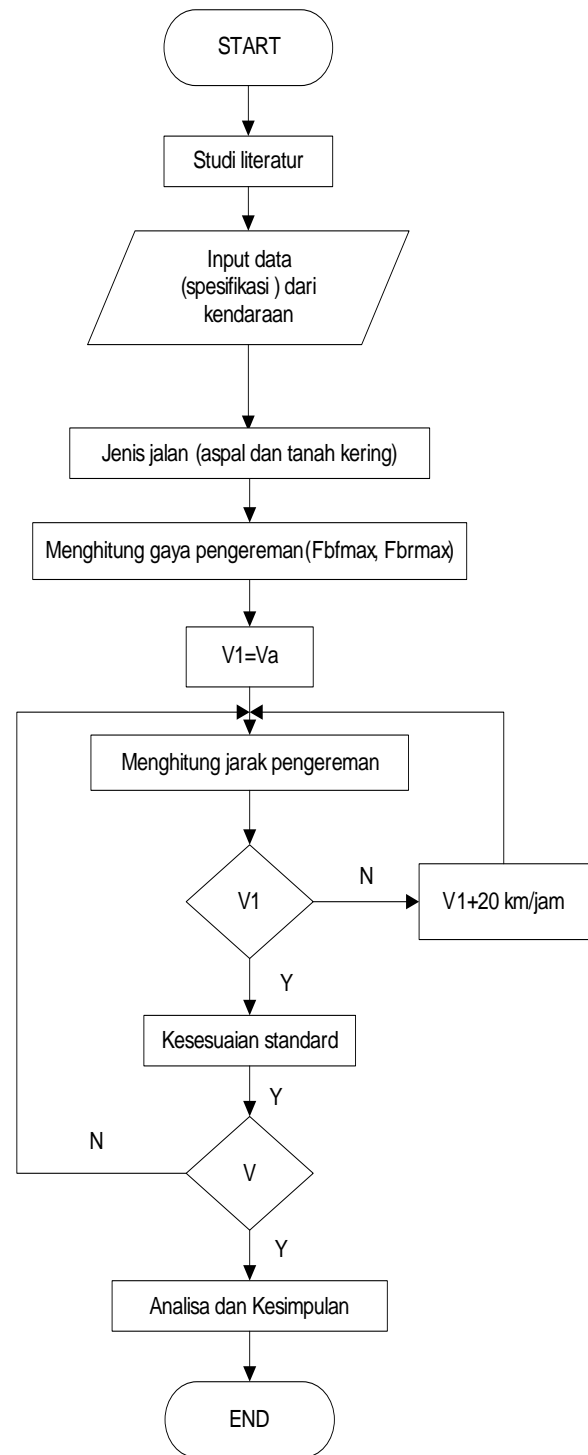 START
Studi literatur
Input data
(spesifikasi ) dari
kendaraan
Jenis jalan (aspal dan tanah kering)
Menghitung gaya pengereman(Fbfmax, Fbrmax)
V1=Va
Menghitung jarak pengereman
V1
N
V1+20 km/jam
Y
Kesesuaian standard
Y
N
V
Y
Analisa dan Kesimpulan
END